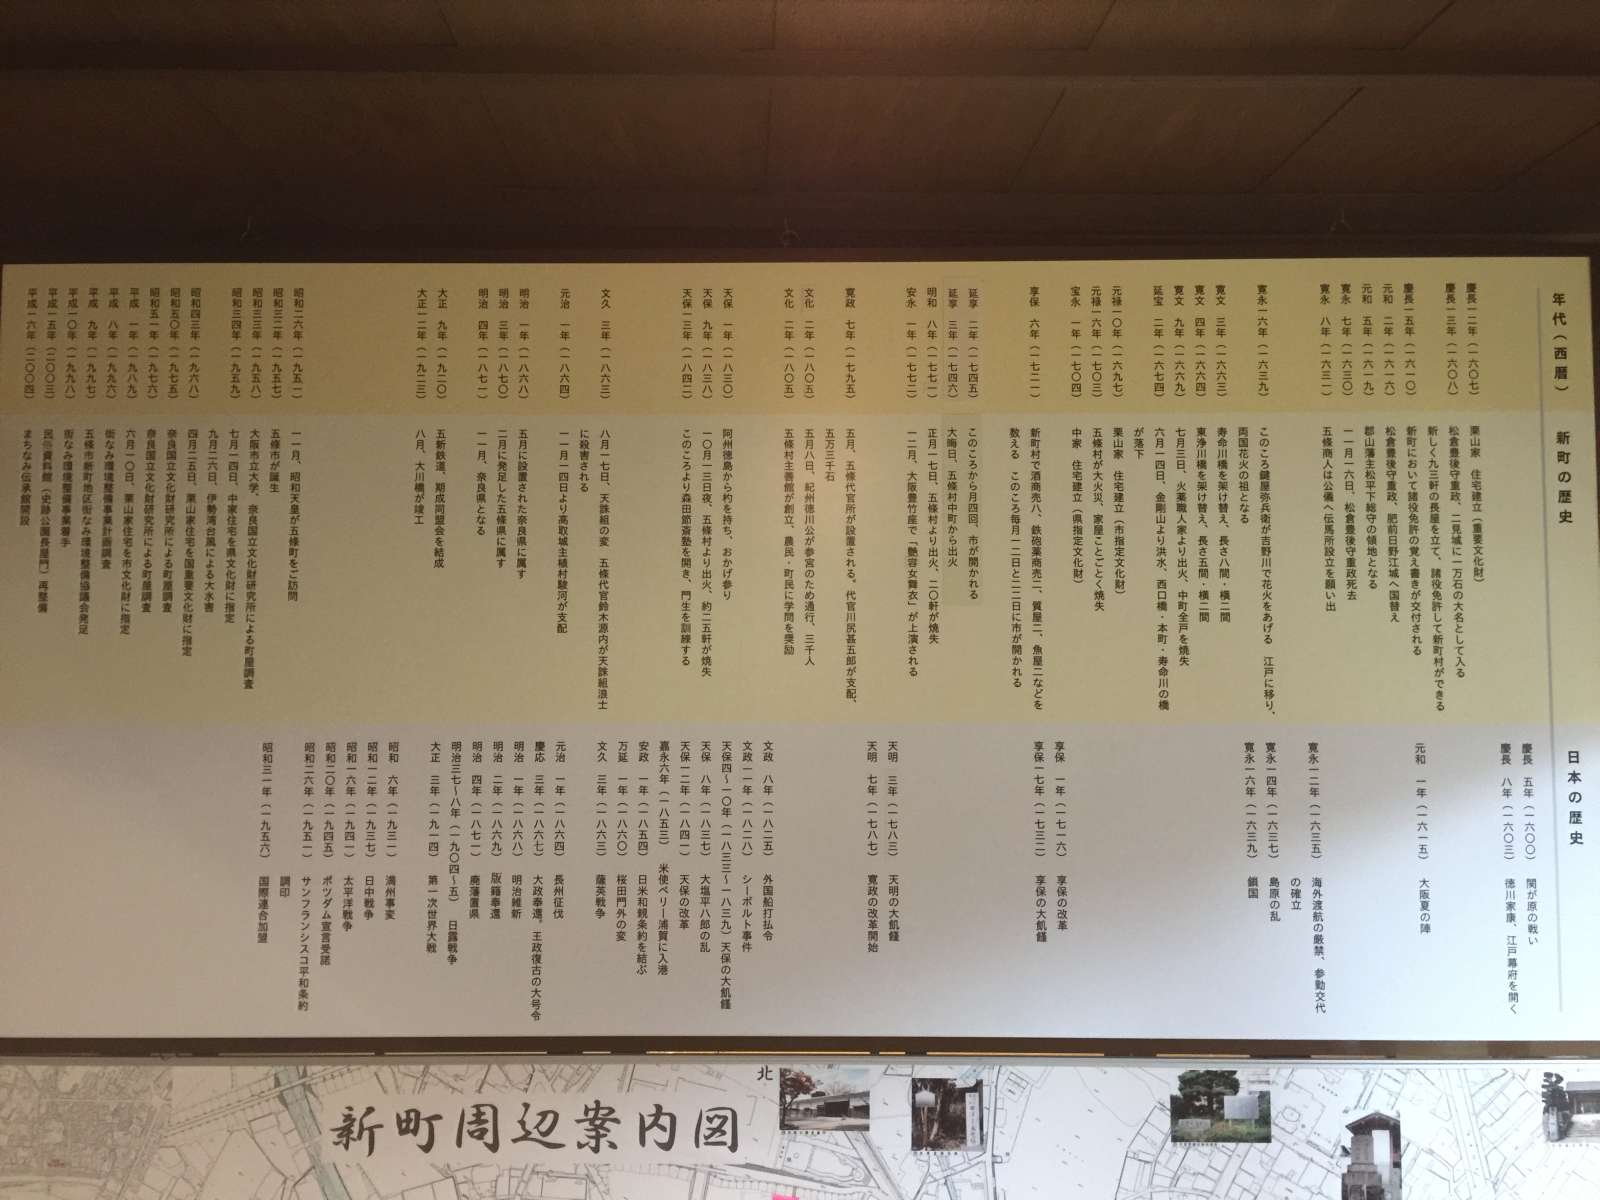 年代（西暦）　新町の歴史　日本の歴史
慶長一二年（一六〇七）　栗山家　住宅建立（重要文化財）
慶長一三年（一六〇八）　松倉豊後守重政、二見城に一万石の大名として入る
新しく九三軒の長屋を立て、諸役免許して新町村ができる
慶長一五年（一六一〇）　新町において諸役免許の覚え書きが交付される
元和　二年（一六一六）　松倉豊後守重政、肥前日野江城へ国替え
元和　五年（一六一九）　郡山藩主松平下総守の領地となる
寛永　七年（一六三〇）　一一月一六日、松倉豊後守重政死去
寛永　八年（一六三一）　五條商人は公儀へ伝馬所設立を願い出
寛永一六年（一六三九）　このころ鍵屋弥兵衛が吉野川で花火をあげる　江戸に移り、
両国花火の祖となる
寛文　三年（一六六三）　寿命川橋を架け替え、長さ八間・横二間
寛文　四年（一六六四）　東浄川橋を架け替え、長さ五間・横二間
寛文　九年（一六六九）　七月三日、火薬職人家より出火、中町全戸を焼失
延宝　二年（一六七四）　六月一四日、金剛山より洪水、西口橋・本町・寿命川の橋
が落下
元禄一〇年（一六九七）　栗山家　住宅建立（市指定文化財）
元禄一六年（一七〇三）　五條村が大火災、家屋ことごとく焼失
宝永　一年（一七〇四）　中家　住宅建立（県指定文化財）
享保　六年（一七二一）　新町村で酒商売八、鉄砲薬商売二、質屋二、魚屋二などを
数える　このころ毎月一二日と二二日に市が開かれる
延享　二年（一七四五）　このころから月四回、市が開かれる
延享　三年（一七四六）　大晦日、五條村中町から出火
明和　八年（一七七一）　正月一七日、五條村より出火、二〇軒が焼失
安永　一年（一七七二）　一二月、大阪豊竹座で「艶容女舞衣」が上演される
寛政　七年（一七九五）　五月、五條代官所が設置される。代官川尻甚五郎が支配、
五万三千石
文化　二年（一八〇五）　五月八日、紀州徳川公が参宮のため通行、三千人
文化　二年（一八〇五）　五條村主善館が創立、農民・町民に学問を奨励
天保　一年（一八三〇）　阿州徳島から杓を持ち、おかげ参り
天保　九年（一八三八）　一〇月一三日夜、五條村より出火、約二五軒が焼失
天保一三年（一八四二）　このころより森田節斎塾を開き、門生を訓練する
文久　三年（一八六三）　八月一七日、天誅組の変　五條代官鈴木源内が天誅組浪士
に殺害される
元治　一年（一八六四）　一一月一四日より高取城主植村駿河が支配
明治　一年（一八六八）　五月に設置された奈良県に属す
明治　三年（一八七〇）　二月に発足した五條県に属す
明治　四年（一八七一）　一一月、奈良県となる
大正　九年（一九二〇）　五新鉄道、期成同盟会を結成
大正一二年（一九二三）　八月、大川橋が竣工
昭和二六年（一九五一）　一一月、昭和天皇が五條町をご訪問
昭和三二年（一九五七）　五條市が誕生
昭和三三年（一九五八）　大阪市立大学、奈良国立文化財研究所による町屋調査
昭和三四年（一九五九）　七月一四日、中家住宅を県文化財に指定
九月二六日、伊勢湾台風による大水害
昭和四三年（一九六八）　四月二五日、栗山家住宅を国重要文化財に指定
昭和五〇年（一九七五）　奈良国立文化財研究所による町屋調査
昭和五一年（一九七六）　奈良国立文化財研究所による町屋調査
平成　一年（一九八九）　六月一〇日、栗山家住宅を市文化財に指定
平成　八年（一九九六）　街なみ環境整備事業計画調査
平成　九年（一九九七）　五條市新町地区街なみ環境整備協議会発足
平成一〇年（一九九八）　街なみ環境整備事業着手
平成一五年（二〇〇三）　民俗資料館（史跡公園長屋門）再整備
平成一六年（二〇〇四）　まちなみ伝承館開設
慶長　五年（一六〇〇）　関が原の戦い
慶長　八年（一六〇三）　徳川家康、江戸幕府を開く
元和　一年（一六一五）　大阪夏の陣
寛永一二年（一六三五）　海外渡航の厳禁、参勤交代
の確立
寛永一四年（一六三七）　島原の乱
寛永一六年（一六三九）　鎖国
享保　一年（一七一六）　享保の改革
享保一七年（一七三二）　享保の大飢饉
天明　三年（一七八三）　天明の大飢饉
天明　七年（一七八七）　寛政の改革開始
文政　八年（一八二五）　外国船打払令
文政一一年（一八二八）　シーボルト事件
天保四〜一〇年（一八三三〜一八三九）天保の大飢饉
天保　八年（一八三七）　大塩平八郎の乱
天保一二年（一八四一）　天保の改革
嘉永六年（一八五三）　米使ペリー浦賀に入港
安政　一年（一八五四）　日米和親条約を結ぶ
万延　一年（一八六〇）　桜田門外の変
文久　三年（一八六三）　薩英戦争
元治　一年（一八六四）　長州征伐
慶応　三年（一八六七）　大政奉還。王政復古の大号令
明治　一年（一八六八）　明治維新
明治　二年（一八六九）　版籍奉還
明治　四年（一八七一）　廃藩置県
明治三七〜八年（一九〇四〜五）　日露戦争
大正　三年（一九一四）　第一次世界大戦
昭和　六年（一九三一）　満州事変
昭和一二年（一九三七）　日中戦争
昭和一六年（一九四一）　太平洋戦争
昭和二〇年（一九四五）　ポツダム宣言受諾
昭和二六年（一九五一）　サンフランシスコ平和条約
調印
昭和三一年（一九五六）　国際連合加盟
北
新町周辺案内図